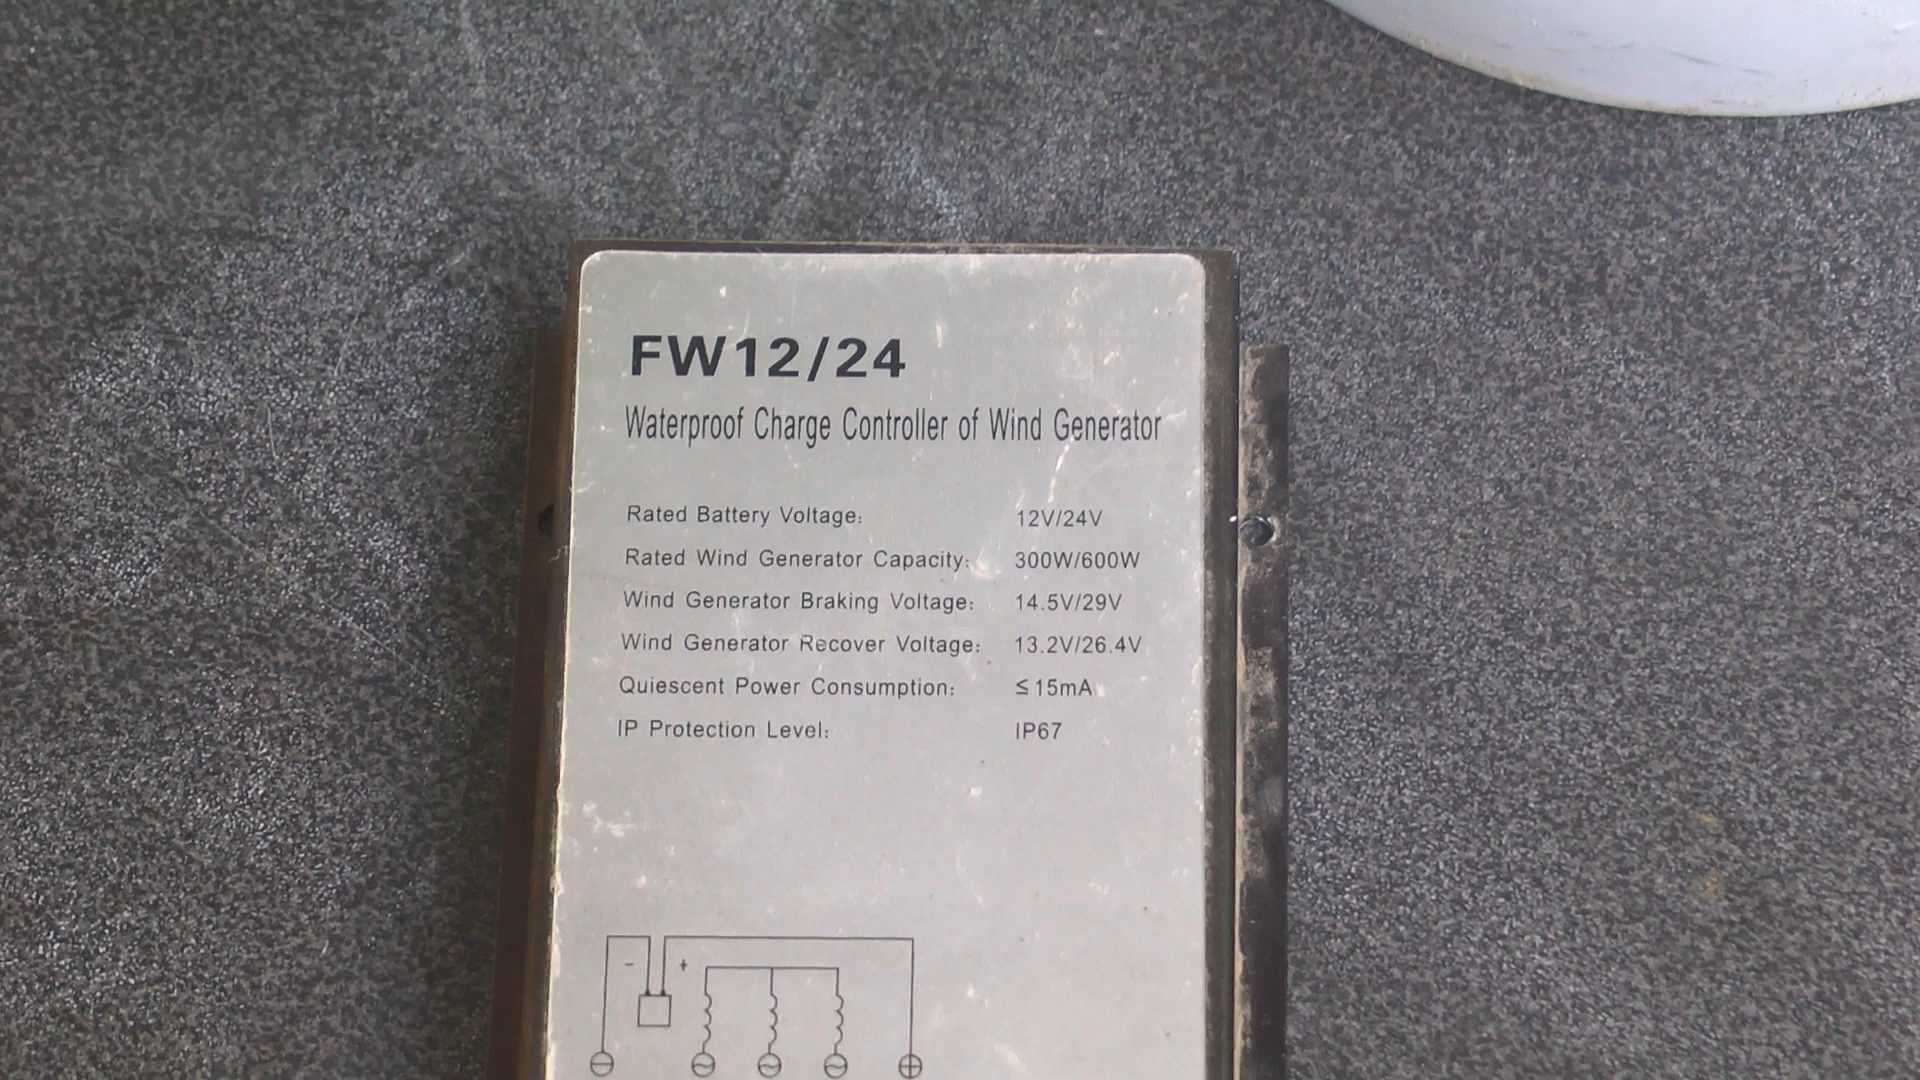 FW12/24
Waterproof Charge Controller of Wind Generator
Rated Battery Voltage: 12V/24V
Rated Wind Generator Capacity: 300W/600W
Wind Generator Braking Voltage: 14.5V/29V
Wind Generator Recover Voltage: 13.2V/26.4V
Quiescent Power Consumption: ≤15mA
IP Protection Level: IP67
- +